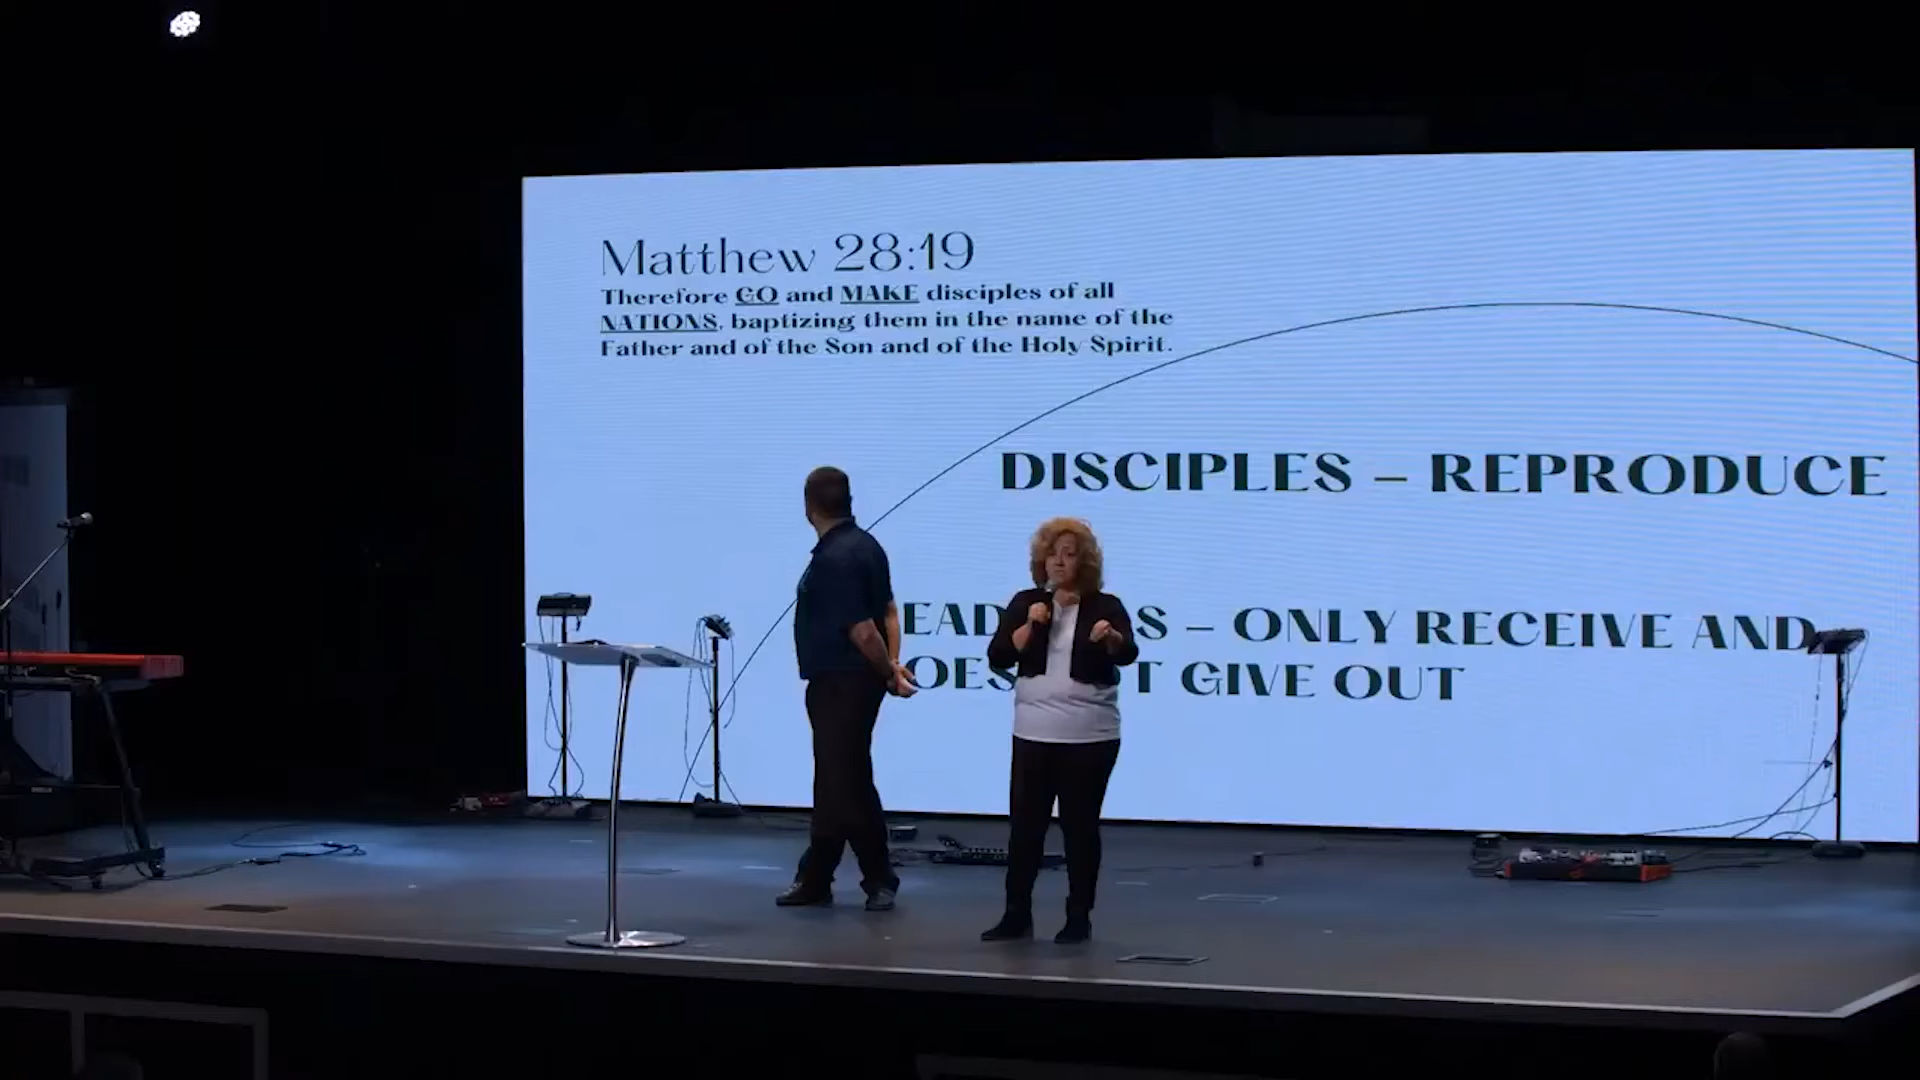 Matthew 28:19
Therefore GO and MAKE disciples of all
NATIONS, baptizing them in the name of the
Father and of the Son and of the Holy Spirit.
DISCIPLES – REPRODUCE
– ONLY RECEIVE AND
GIVE OUT